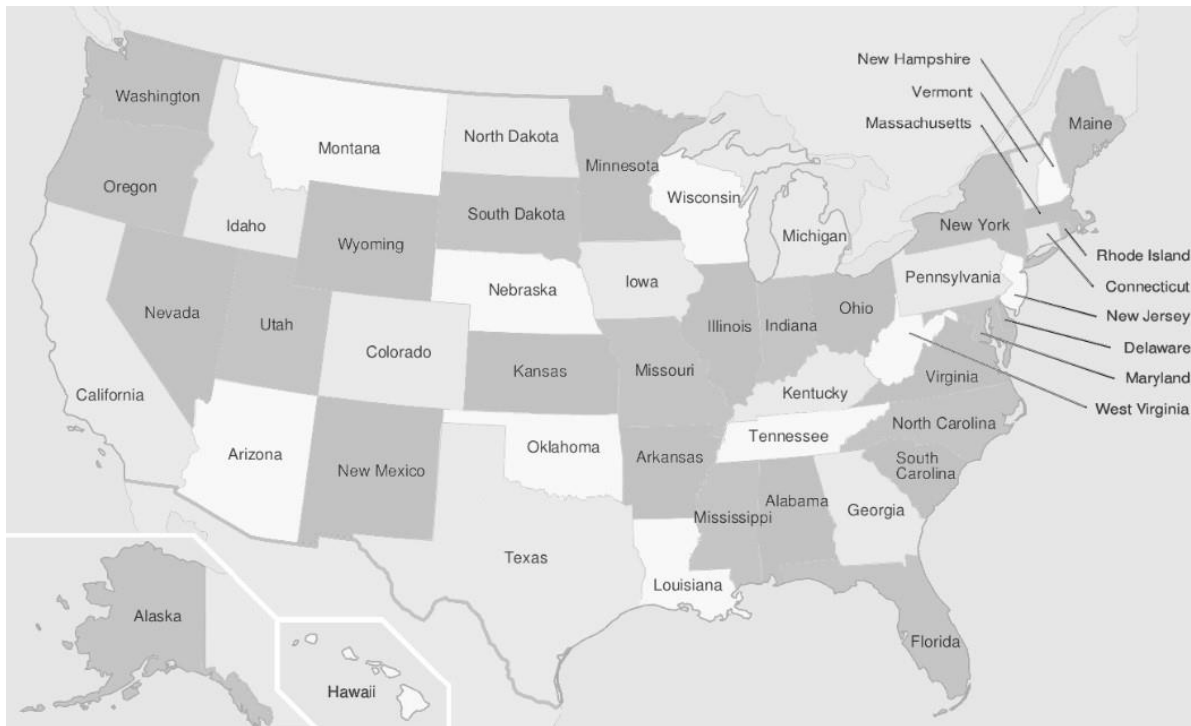 New Hampshire
Vermont
Massachusetts
Washington
Maine
Montana
North Dakota
Minnesota
Oregon
Wisconsin
South Dakota
Idaho
Wyoming
Michigan
New York
Rhode Island
Pennsylvania
Iowa
Connecticut
Nebraska
Nevada
Utah
Illinois
Indiana
Ohio
New Jersey
Delaware
Colorado
Kansas
Missouri
Virginia
Maryland
California
Kentucky
West Virginia
North Carolina
Tennessee
Arizona
Oklahoma
Arkansas
South
Carolina
New Mexico
Alabama
Mississippi
Georgia
Texas
Louisiana
Alaska
Florida
Hawaii